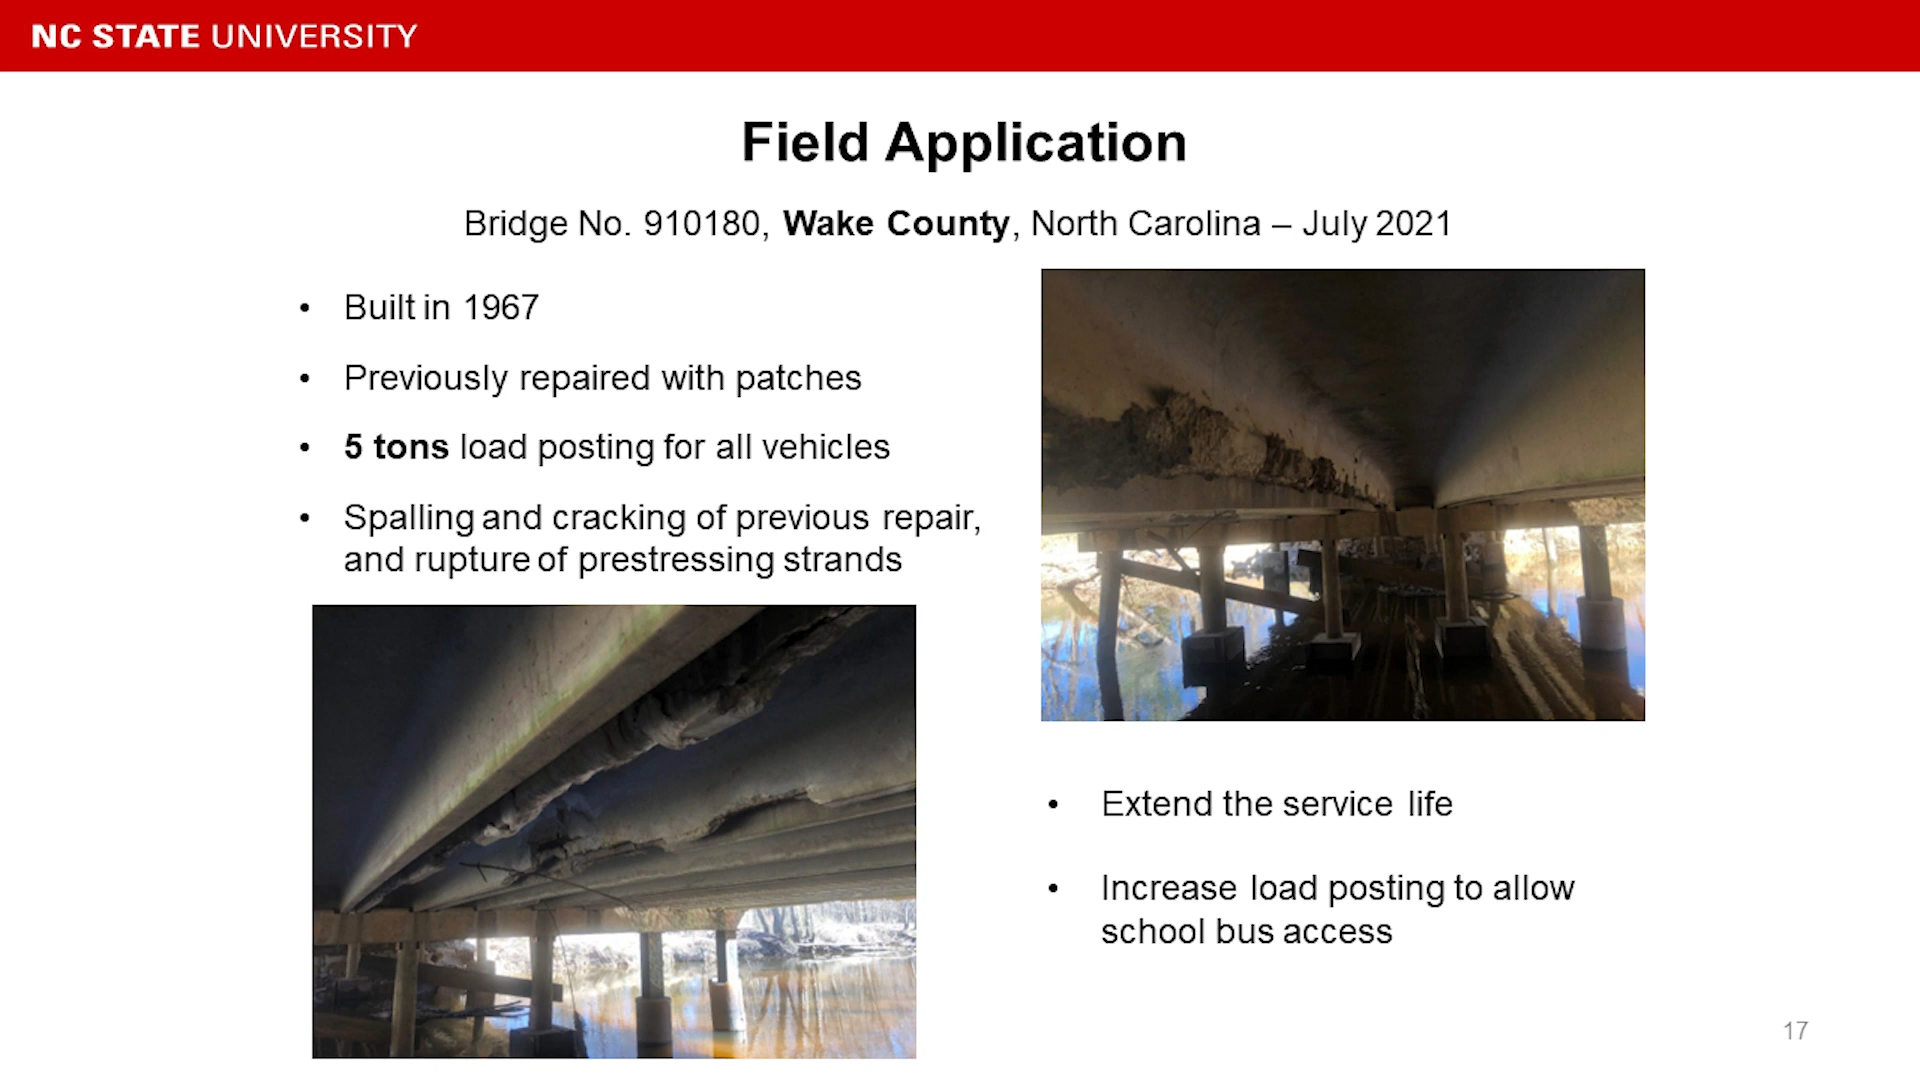 NC STATE UNIVERSITY
Field Application
Bridge No. 910180, Wake County, North Carolina – July 2021
• Built in 1967
• Previously repaired with patches
• 5 tons load posting for all vehicles
• Spalling and cracking of previous repair,
and rupture of prestressing strands
• Extend the service life
• Increase load posting to allow
school bus access
17